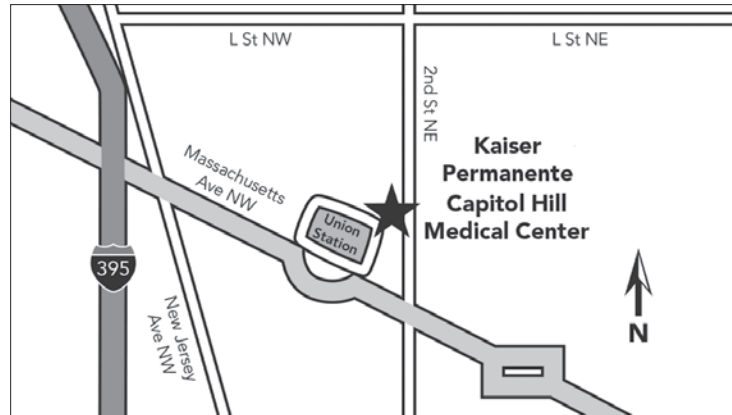 L St NW
L St NE
2nd St NE
Kaiser
Permanente
Capitol Hill
Medical Center
Massachusetts
Ave NW
Union
Station
395
New Jersey
Ave NW
N